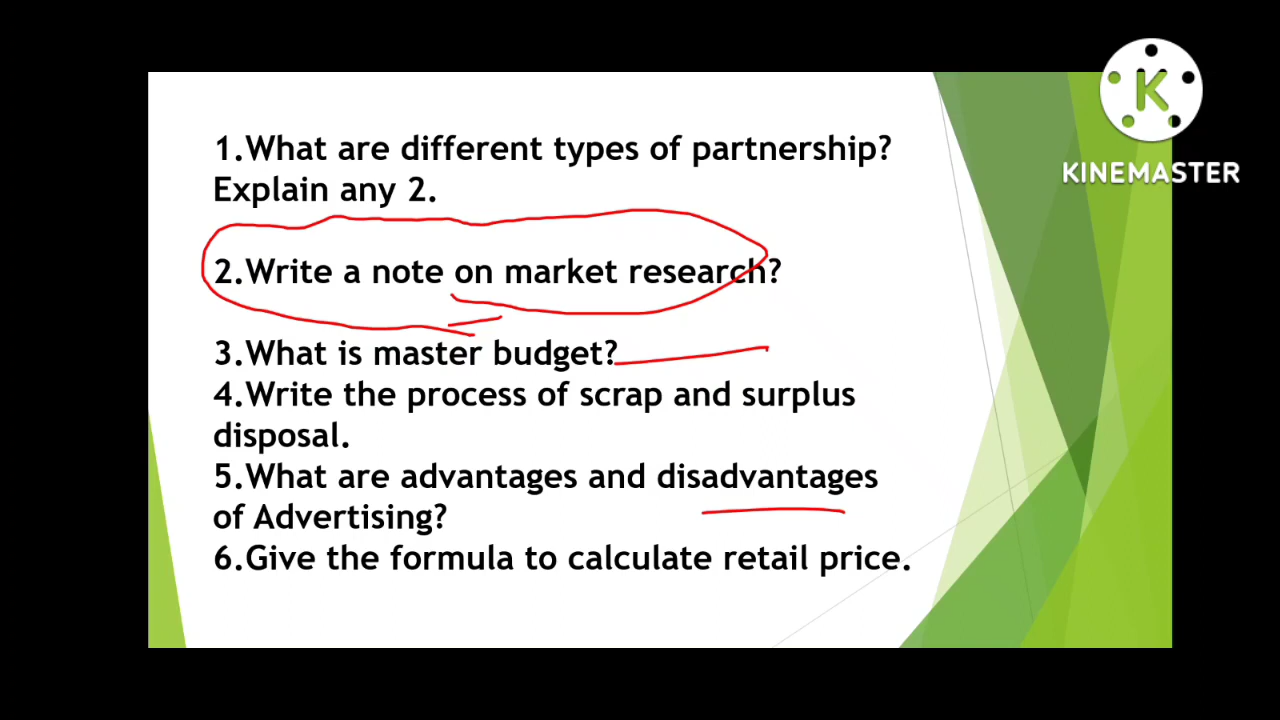 1.What are different types of partnership?
Explain any 2.
2.Write a note on market research?
3.What is master budget?
4.Write the process of scrap and surplus
disposal.
5.What are advantages and disadvantages
of Advertising?
6.Give the formula to calculate retail price.
K
KINEMASTER